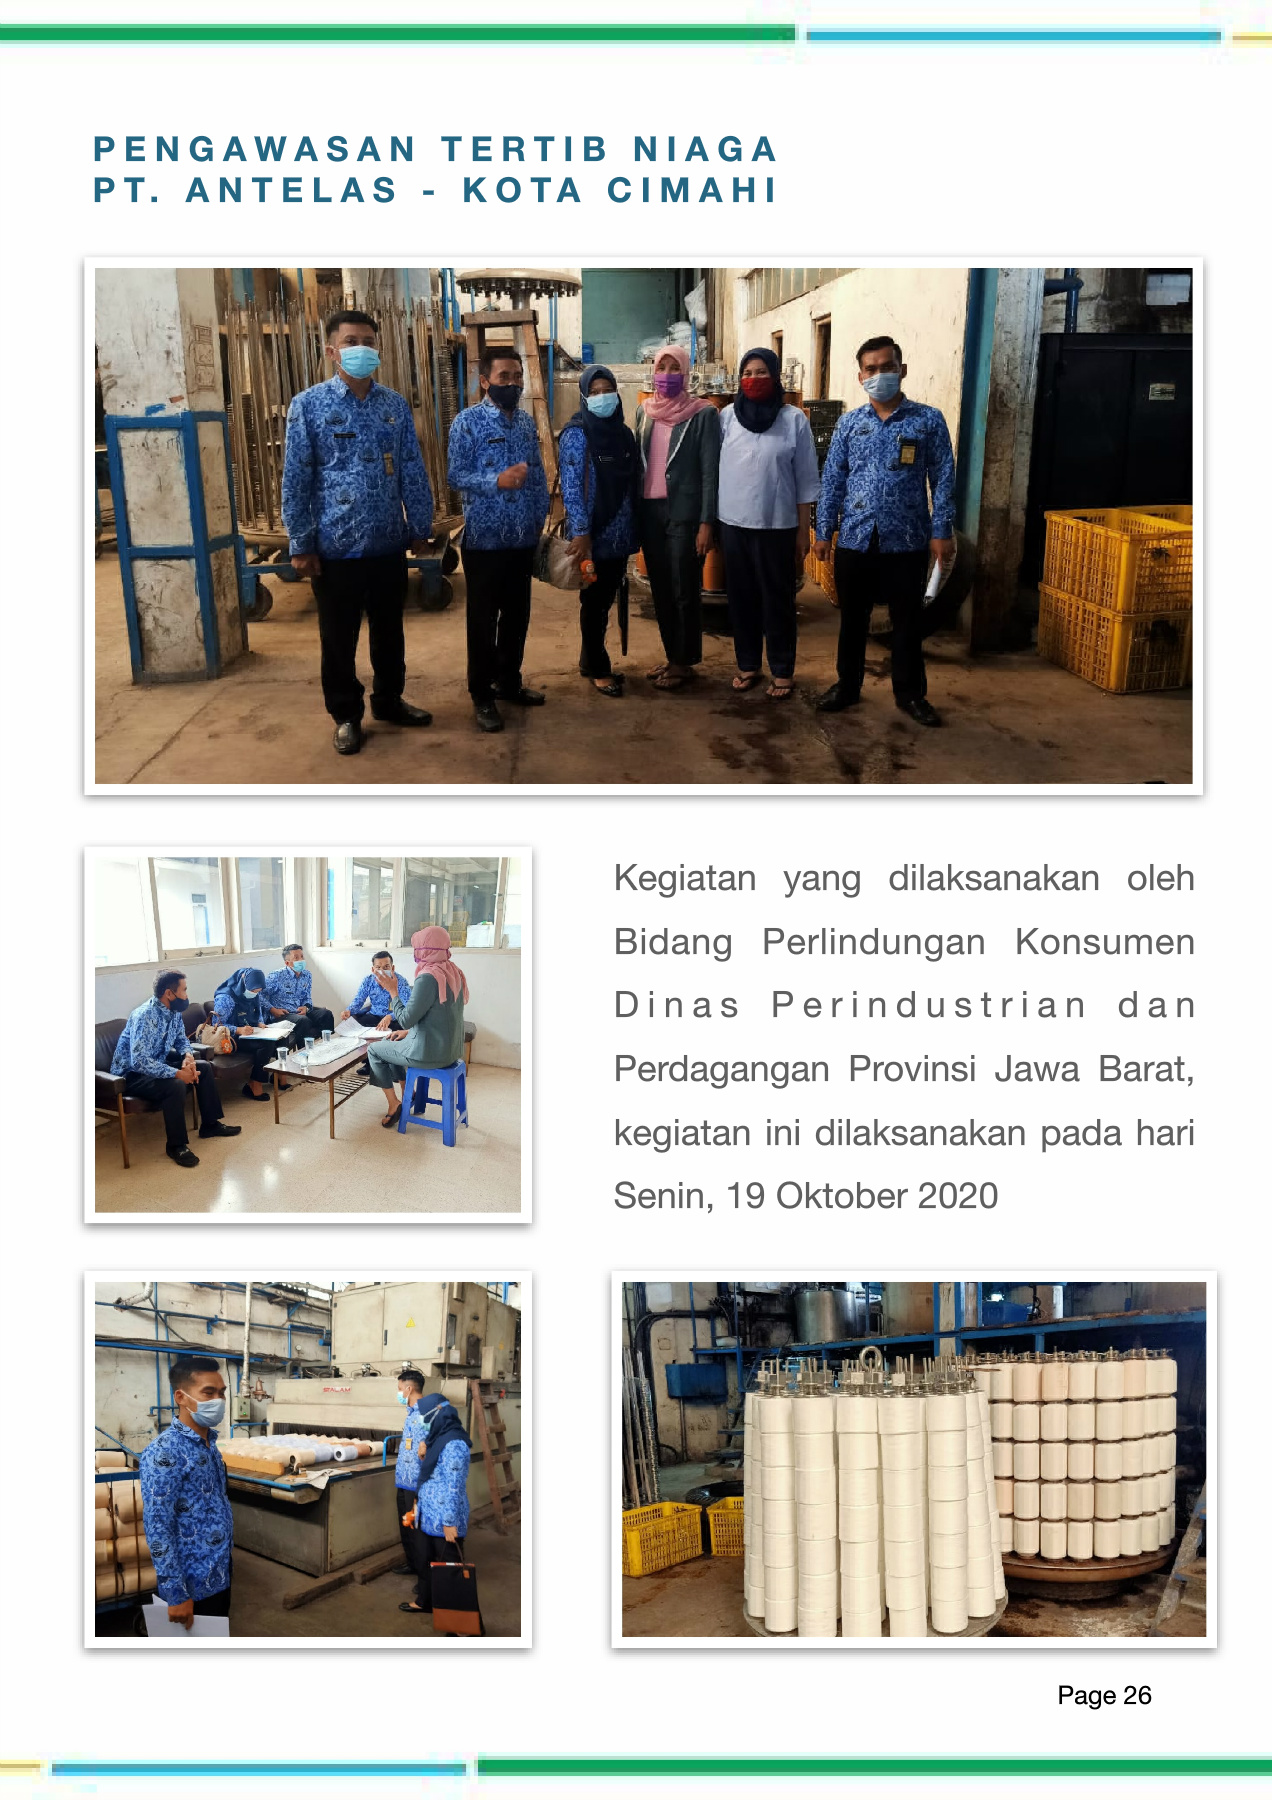 PENGAWASAN TERTIB NIAGA
PT. ANTELAS - KOTA CIMAHI
Kegiatan yang dilaksanakan oleh
Bidang Perlindungan Konsumen
Dinas Perindustrian dan
Perdagangan Provinsi Jawa Barat,
kegiatan ini dilaksanakan pada hari
Senin, 19 Oktober 2020
Page 26